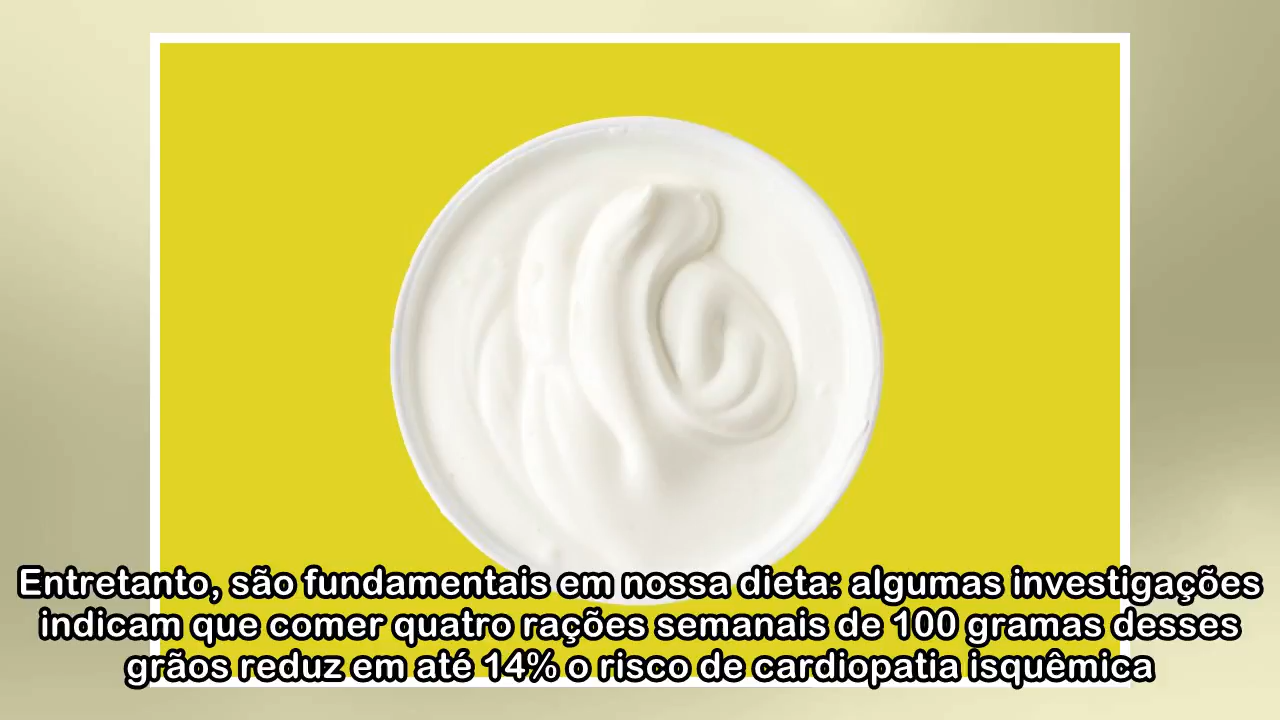 Entretanto, são fundamentais em nossa dieta: algumas investigações
indicam que comer quatro rações semanais de 100 gramas desses
grãos reduz em até 14% o risco de cardiopatia isquêmica